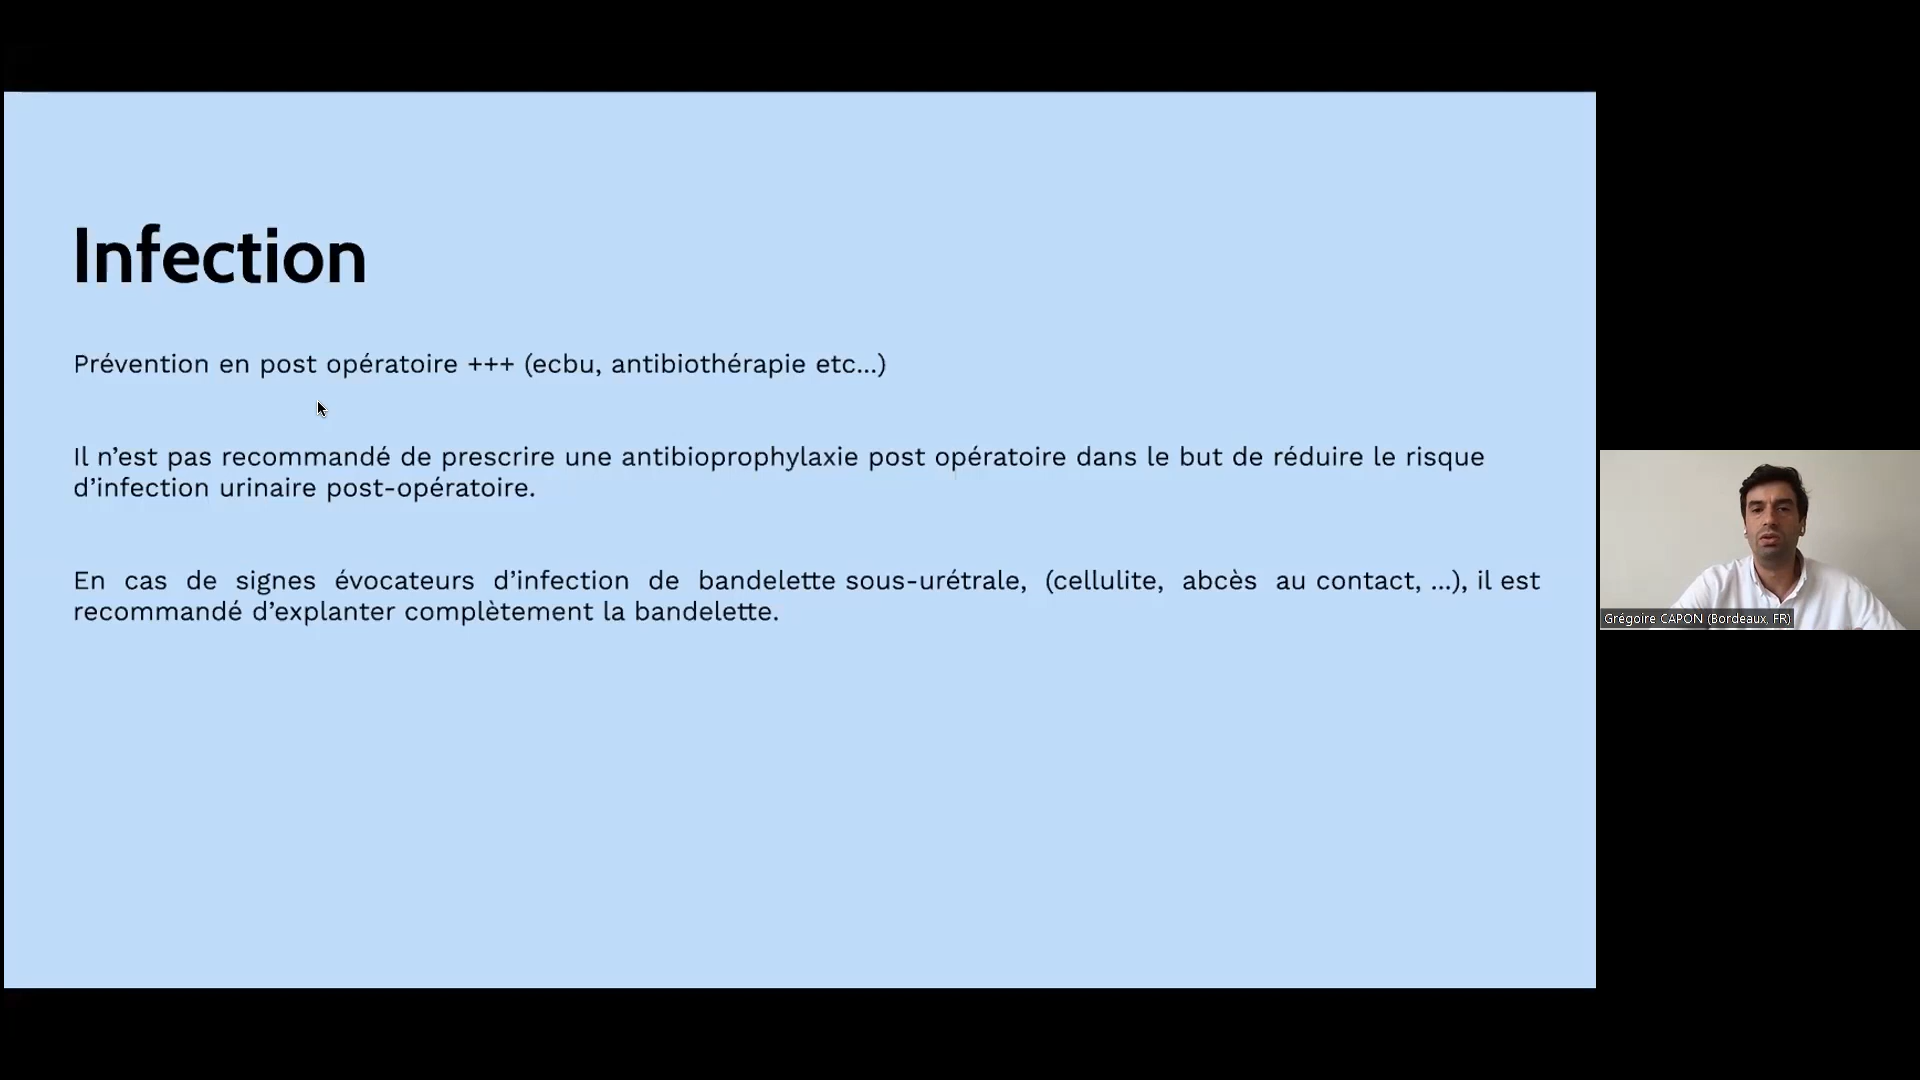 Infection
Prévention en post opératoire +++ (ecbu, antibiothérapie etc...)
Il n’est pas recommandé de prescrire une antibioprophylaxie post opératoire dans le but de réduire le risque
d’infection urinaire post-opératoire.
En cas de signes évocateurs d’infection de bandelette sous-urétrale, (cellulite, abcès au contact, ...), il est
recommandé d’explanter complètement la bandelette.
Grégoire CAPON (Bordeaux, FR)